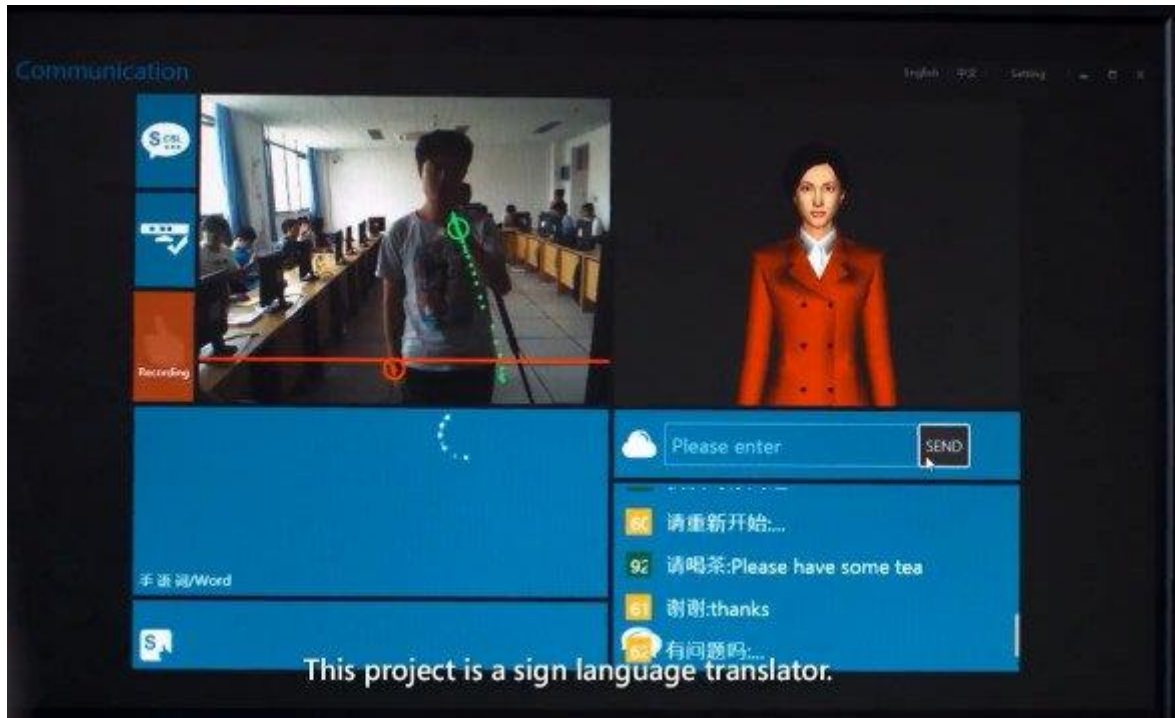 Communication
English 中文 Setting
S CSL
Recording
Please enter
SEND
60 请重新开始:...
92 请喝茶:Please have some tea
61 谢谢:thanks
62 有问题吗:...
手语词/Word
S
This project is a sign language translator.